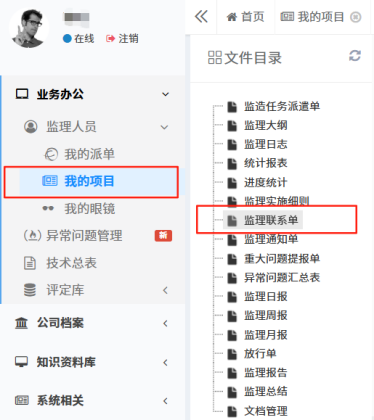 在线 注销
业务办公
监理人员
我的派单
我的项目
我的眼镜
异常问题管理 新
技术总表
评定库
公司档案
知识资料库
系统相关
首页 我的项目
文件目录
监造任务派遣单
监理大纲
监理日志
统计报表
进度统计
监理实施细则
监理联系单
监理通知单
重大问题提报单
异常问题汇总表
监理日报
监理周报
监理月报
放行单
监理报告
监理总结
文档管理